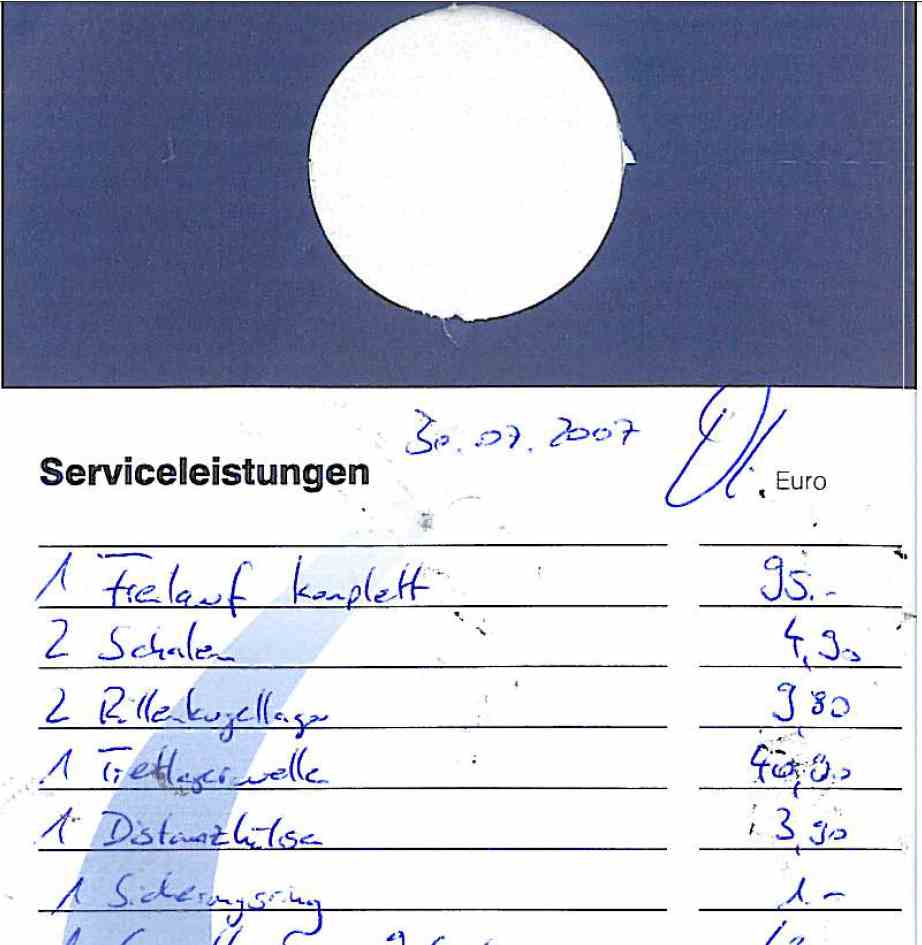 30.07.2007
Serviceleistungen Euro
1 Freilauf komplett 95.-
2 Schalen 4,90
2 Rillenkugellager 9,80
1 Tretlagerwelle
1 Distanzhülse 3,90
1 Sicherungsring 1.-